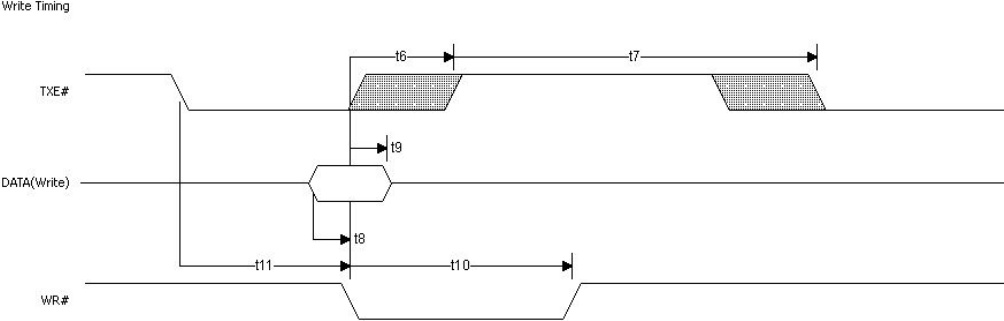 Write Timing
t6
t7
TXE#
t9
DATA(Write)
t8
t11
t10
WR#